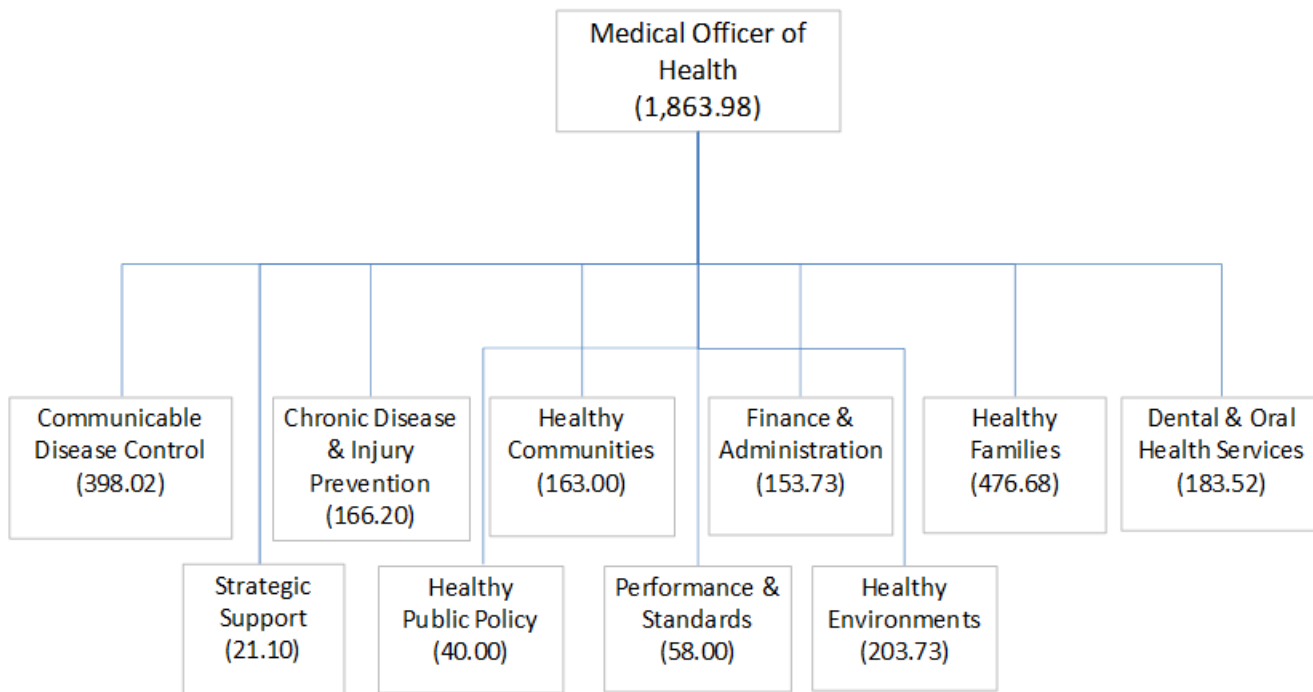 Medical Officer of
Health
(1,863.98)
Communicable
Disease Control
(398.02)
Chronic Disease
& Injury
Prevention
(166.20)
Healthy
Communities
(163.00)
Finance &
Administration
(153.73)
Healthy
Families
(476.68)
Dental & Oral
Health Services
(183.52)
Strategic
Support
(21.10)
Healthy
Public Policy
(40.00)
Performance &
Standards
(58.00)
Healthy
Environments
(203.73)